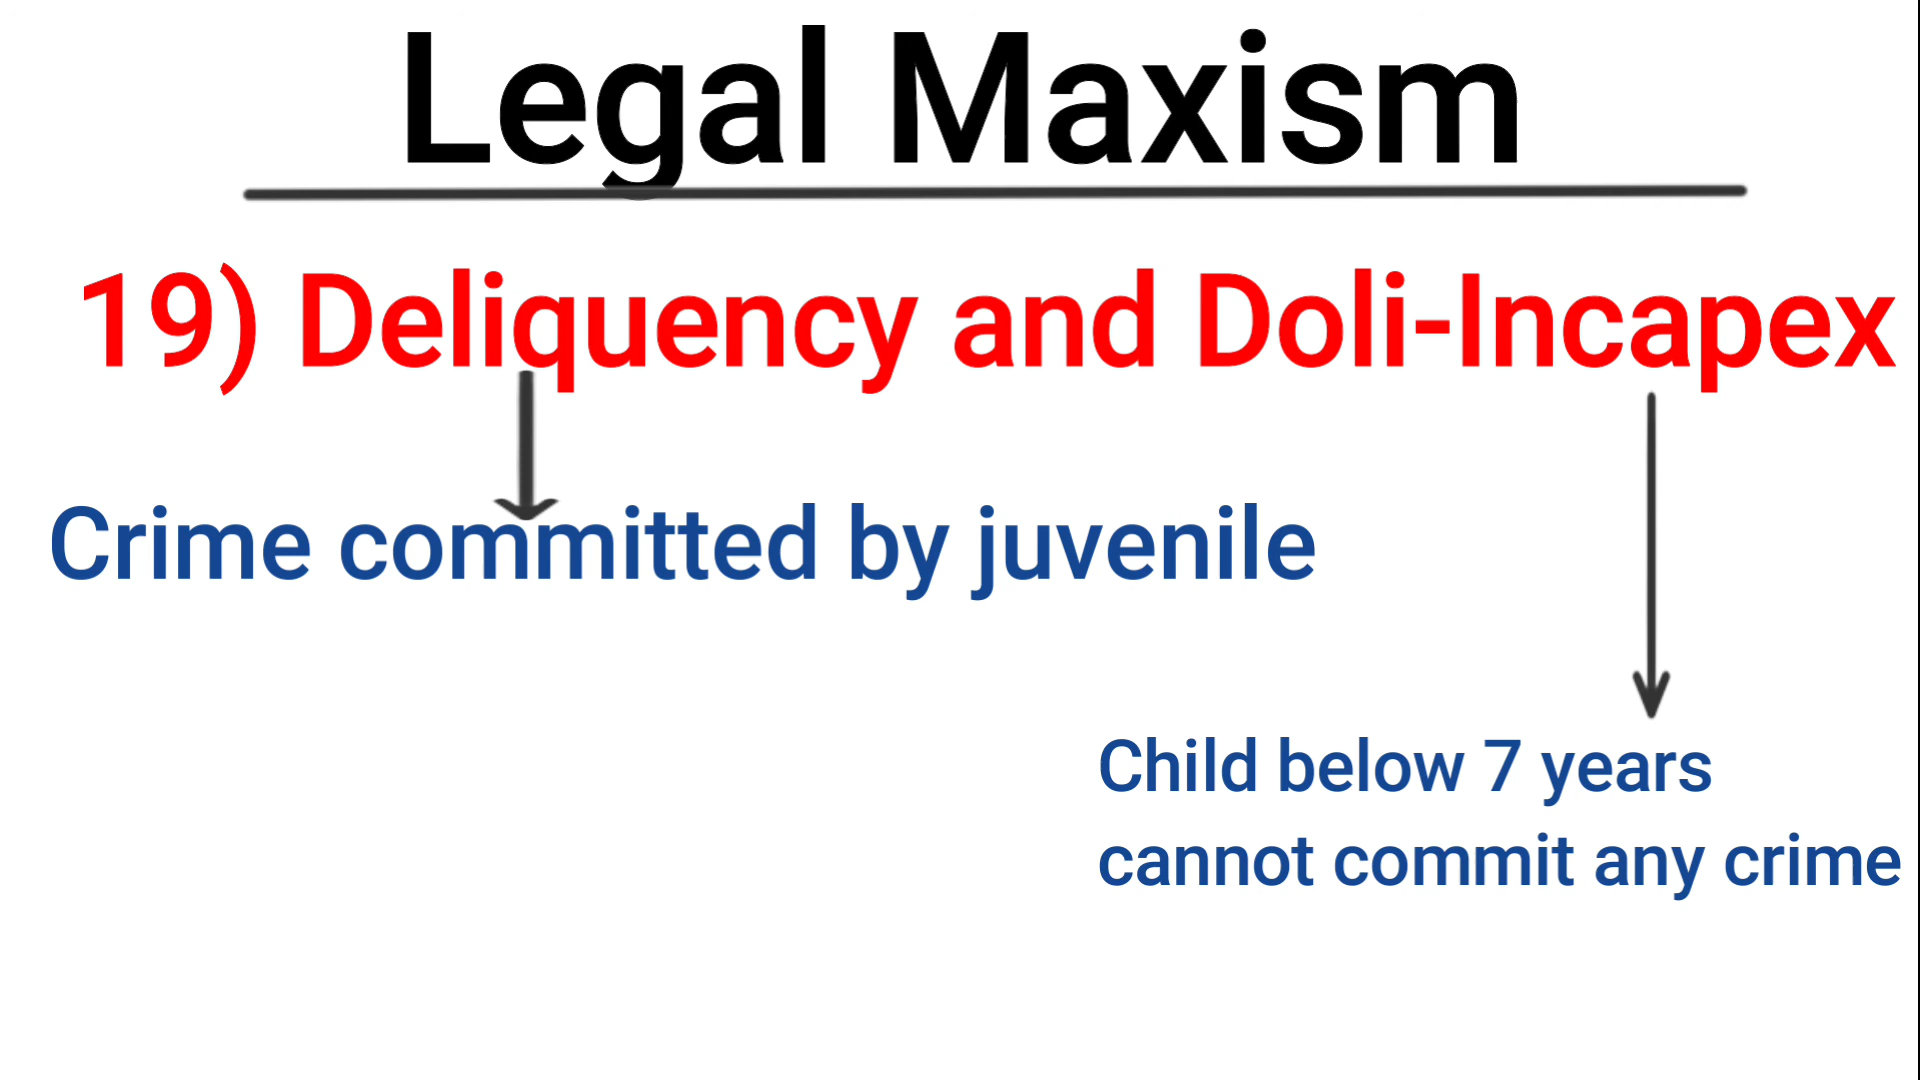 Legal Maxism
19) Deliquency and Doli-Incapex
Crime committed by juvenile
Child below 7 years
cannot commit any crime